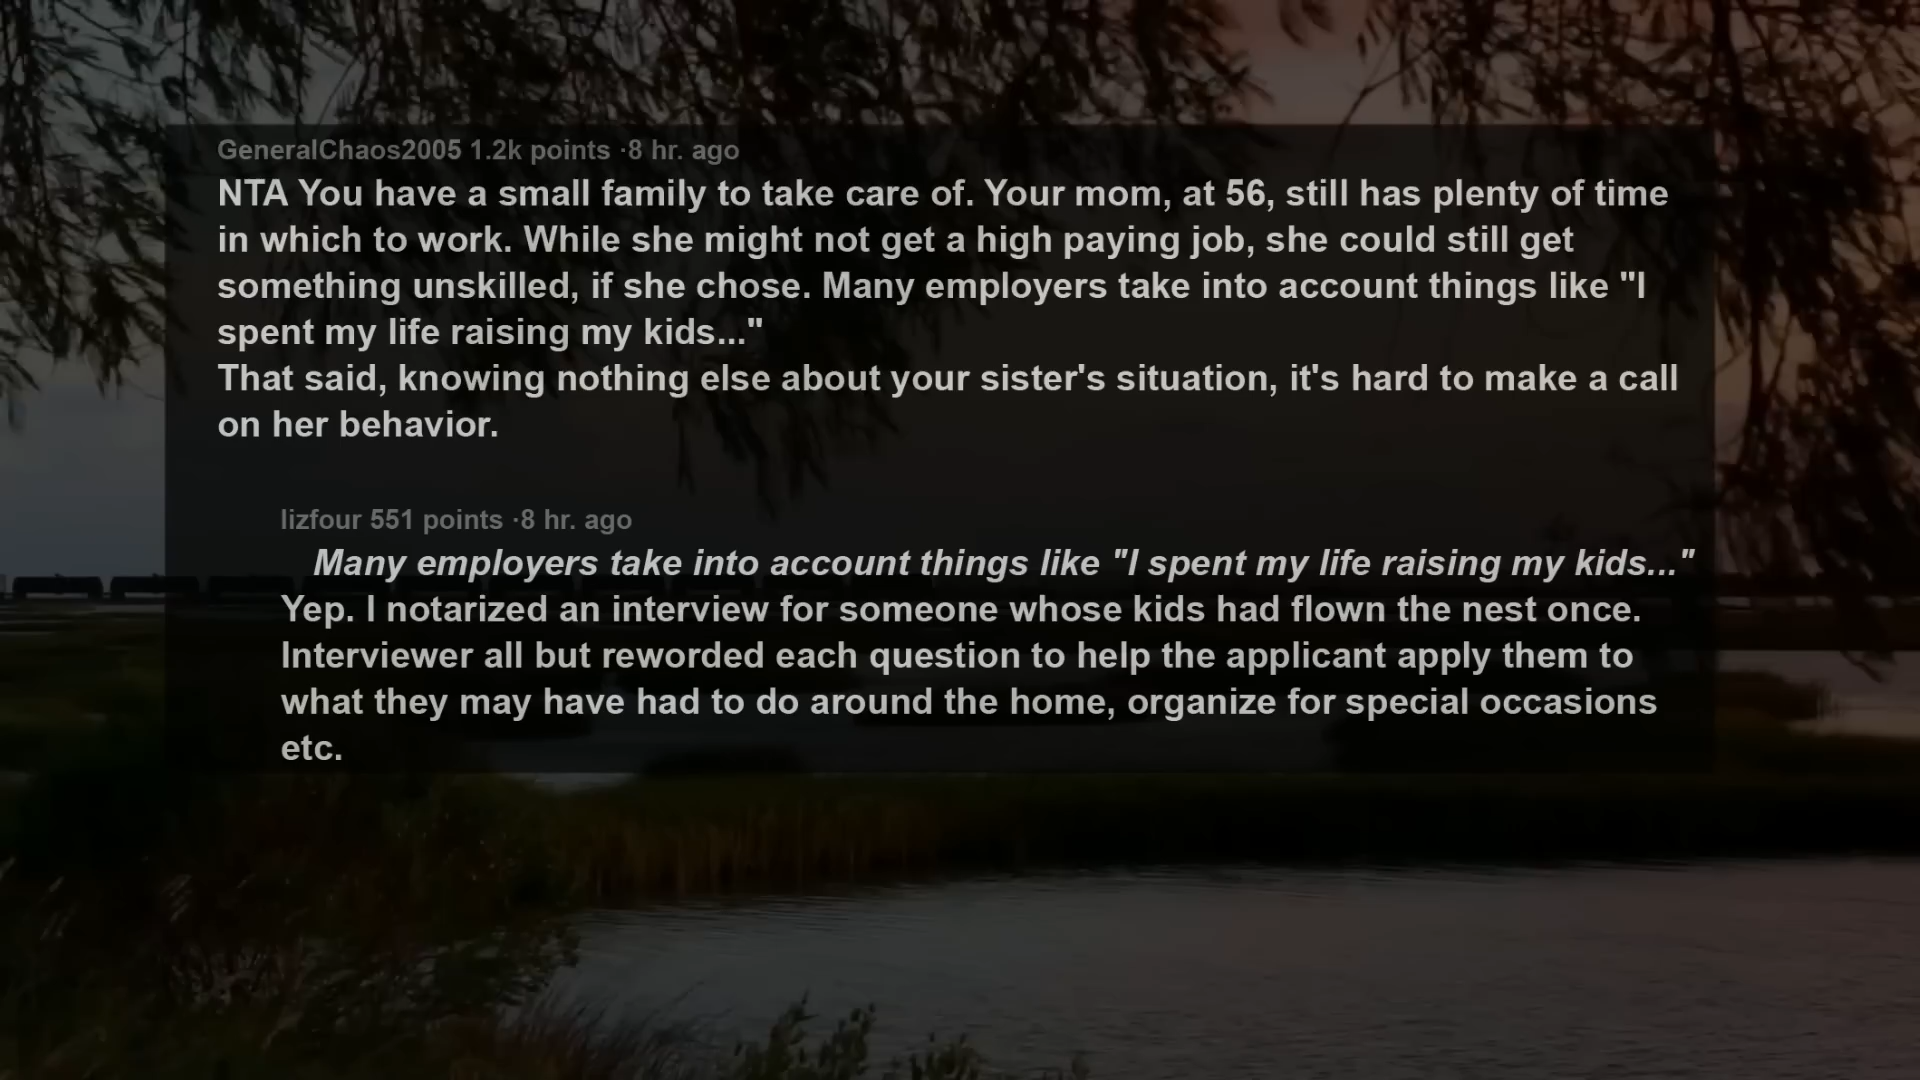 GeneralChaos2005 1.2k points ·8 hr. ago
NTA You have a small family to take care of. Your mom, at 56, still has plenty of time
in which to work. While she might not get a high paying job, she could still get
something unskilled, if she chose. Many employers take into account things like "I
spent my life raising my kids..."
That said, knowing nothing else about your sister's situation, it's hard to make a call
on her behavior.
lizfour 551 points ·8 hr. ago
Many employers take into account things like "I spent my life raising my kids..."
Yep. I notarized an interview for someone whose kids had flown the nest once.
Interviewer all but reworded each question to help the applicant apply them to
what they may have had to do around the home, organize for special occasions
etc.